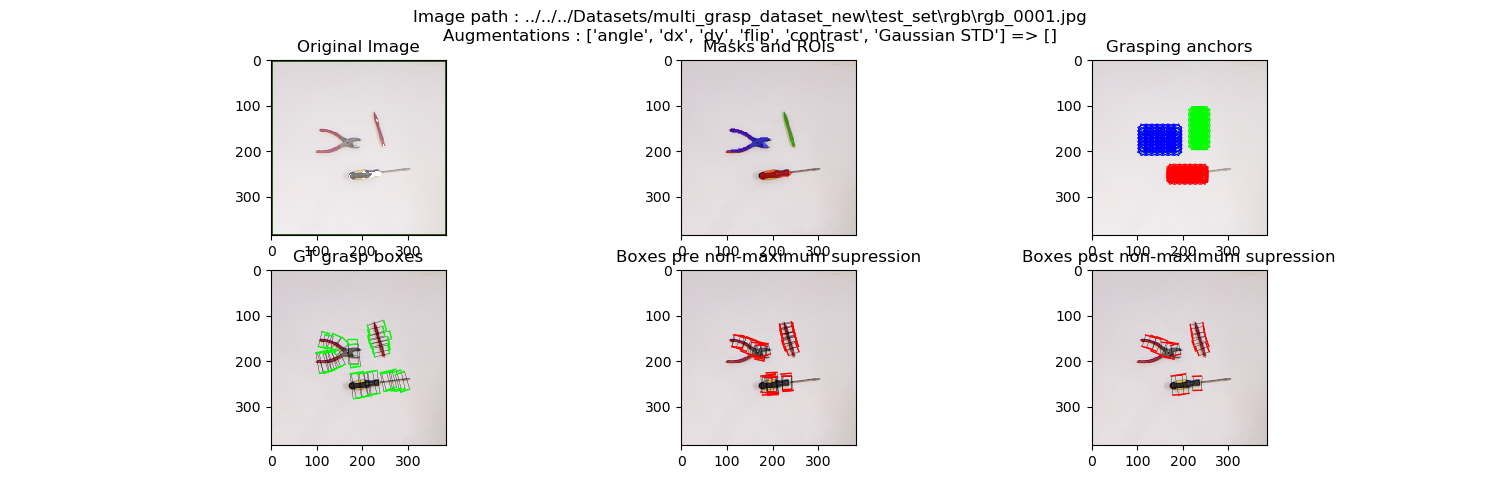 Image path : ../../../Datasets/multi_grasp_dataset_new\test_set\rgb\rgb_0001.jpg
Augmentations : ['angle', 'dx', 'dy', 'flip', 'contrast', 'Gaussian STD'] => []
Original Image
Masks and ROIs
Grasping anchors
0
100
200
300
0 100 200 300
0
100
200
300
0 100 200 300
0
100
200
300
0 100 200 300
GT grasp boxes
Boxes pre non-maximum supression
Boxes post non-maximum supression
0
100
200
300
0 100 200 300
0
100
200
300
0 100 200 300
0
100
200
300
0 100 200 300